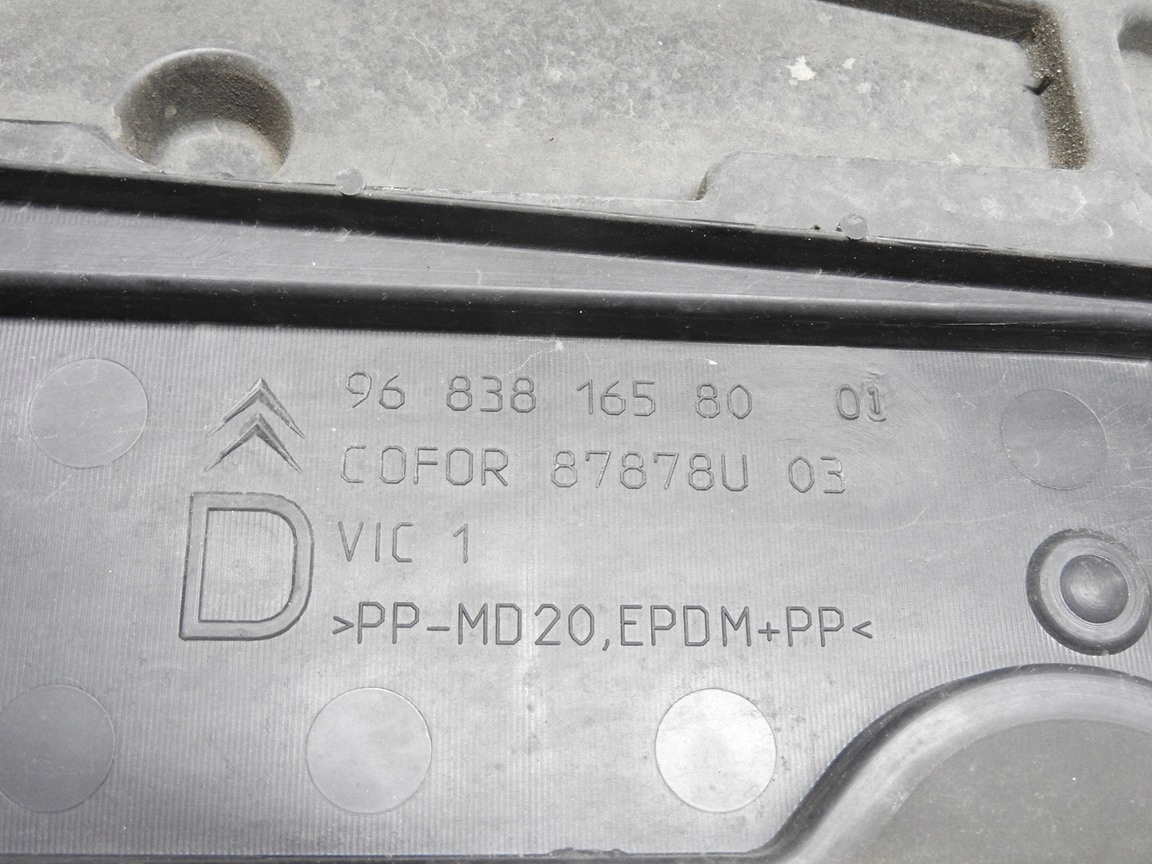 96 838 165 80 01
COFOR 87878U 03
D
VIC 1
>PP-MD20,EPDM+PP<